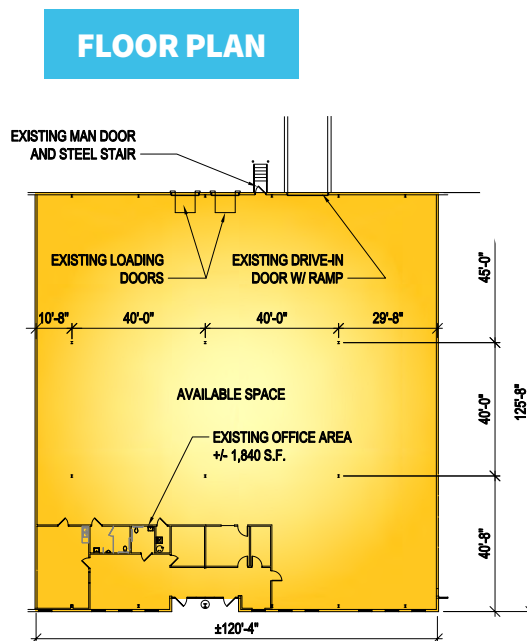 FLOOR PLAN
EXISTING MAN DOOR
AND STEEL STAIR
EXISTING LOADING
DOORS
EXISTING DRIVE-IN
DOOR W/ RAMP
45'-0"
10'-8"
40'-0"
40'-0"
29'-8"
AVAILABLE SPACE
40'-0"
125'-8"
EXISTING OFFICE AREA
+/- 1,840 S.F.
40'-8"
±120'-4"